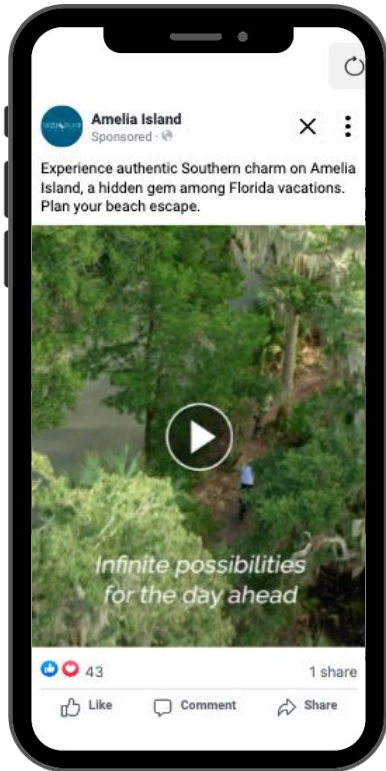 Amelia Island
Sponsored ·
Experience authentic Southern charm on Amelia
Island, a hidden gem among Florida vacations.
Plan your beach escape.
Infinite possibilities
for the day ahead
43
1 share
Like
Comment
Share